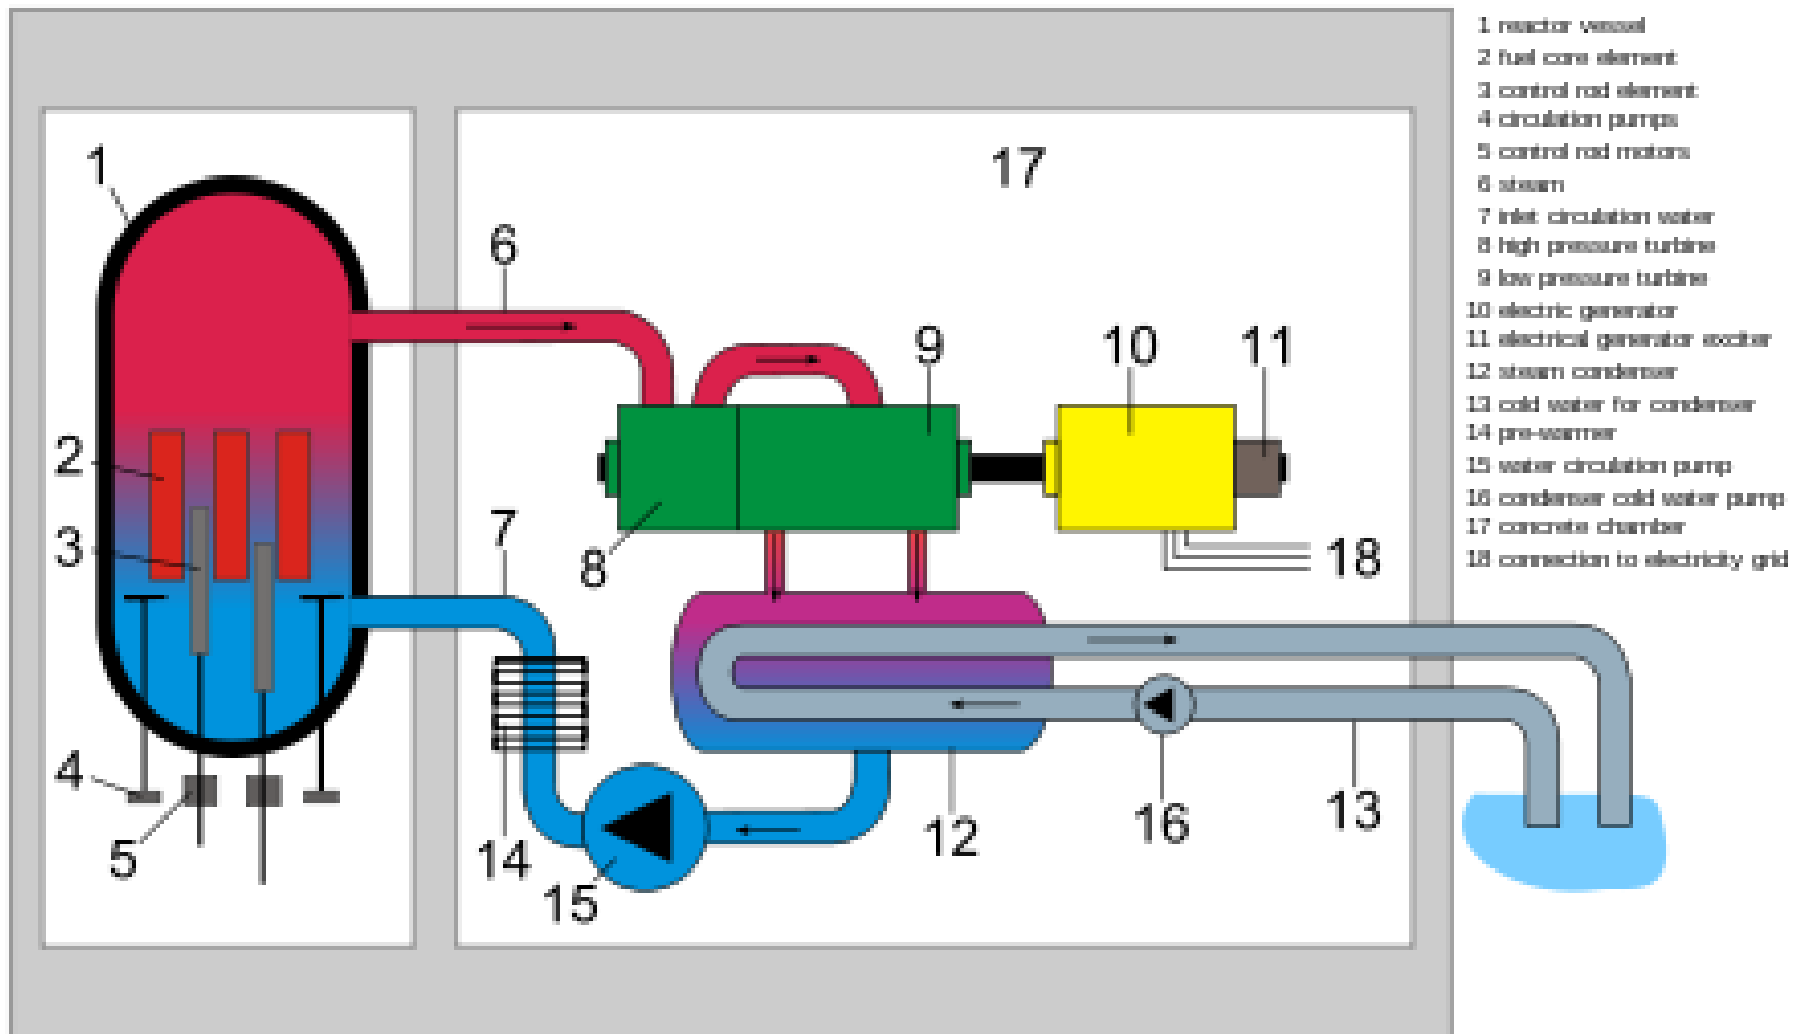 1 reactor vessel
2 fuel core element
3 control rod element
4 circulation pumps
5 control rod motors
6 steam
7 inlet circulation water
8 high pressure turbine
9 low pressure turbine
10 electric generator
11 electrical generator exciter
12 steam condenser
13 cold water for condenser
14 pre-warmer
15 water circulation pump
16 condenser cold water pump
17 concrete chamber
18 connection to electricity grid
1
17
6
9
10
11
2
7
3
8
18
4
5
14
15
12
16
13